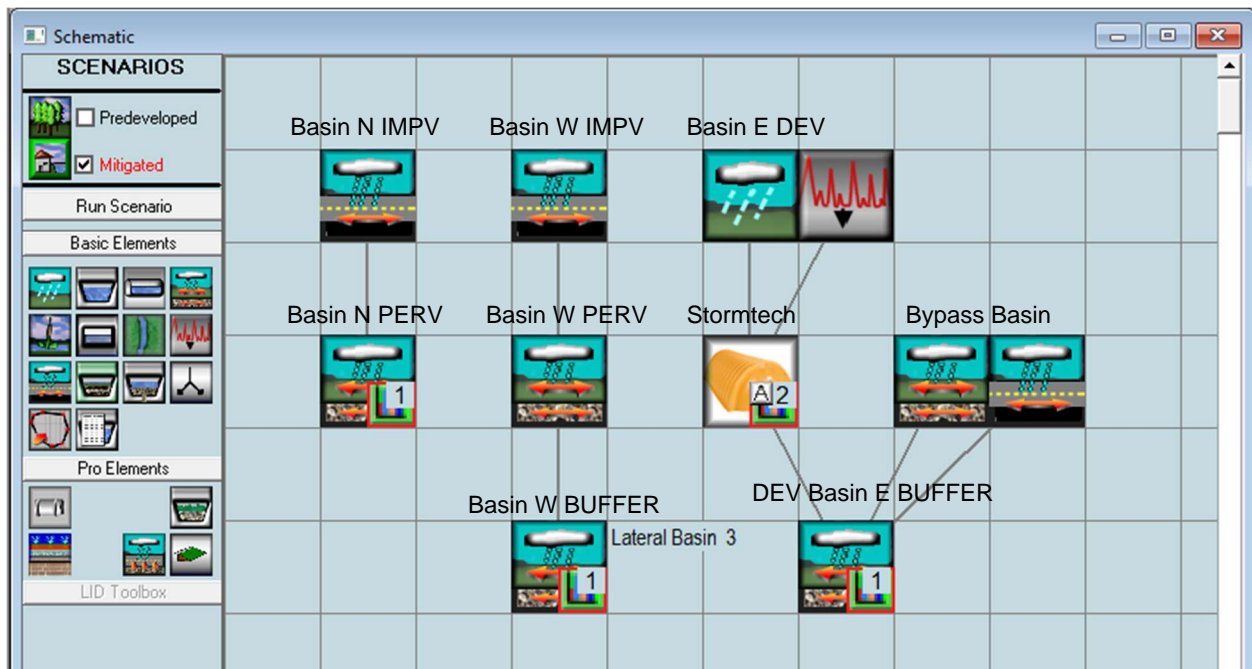 Schematic
SCENARIOS
Predeveloped
Mitigated
Run Scenario
Basic Elements
Pro Elements
LID Toolbox
Basin N IMPV
Basin W IMPV
Basin E DEV
Basin N PERV
Basin W PERV
Stormtech
Bypass Basin
1
A 2
Basin W BUFFER
DEV Basin E BUFFER
Lateral Basin 3
1
1